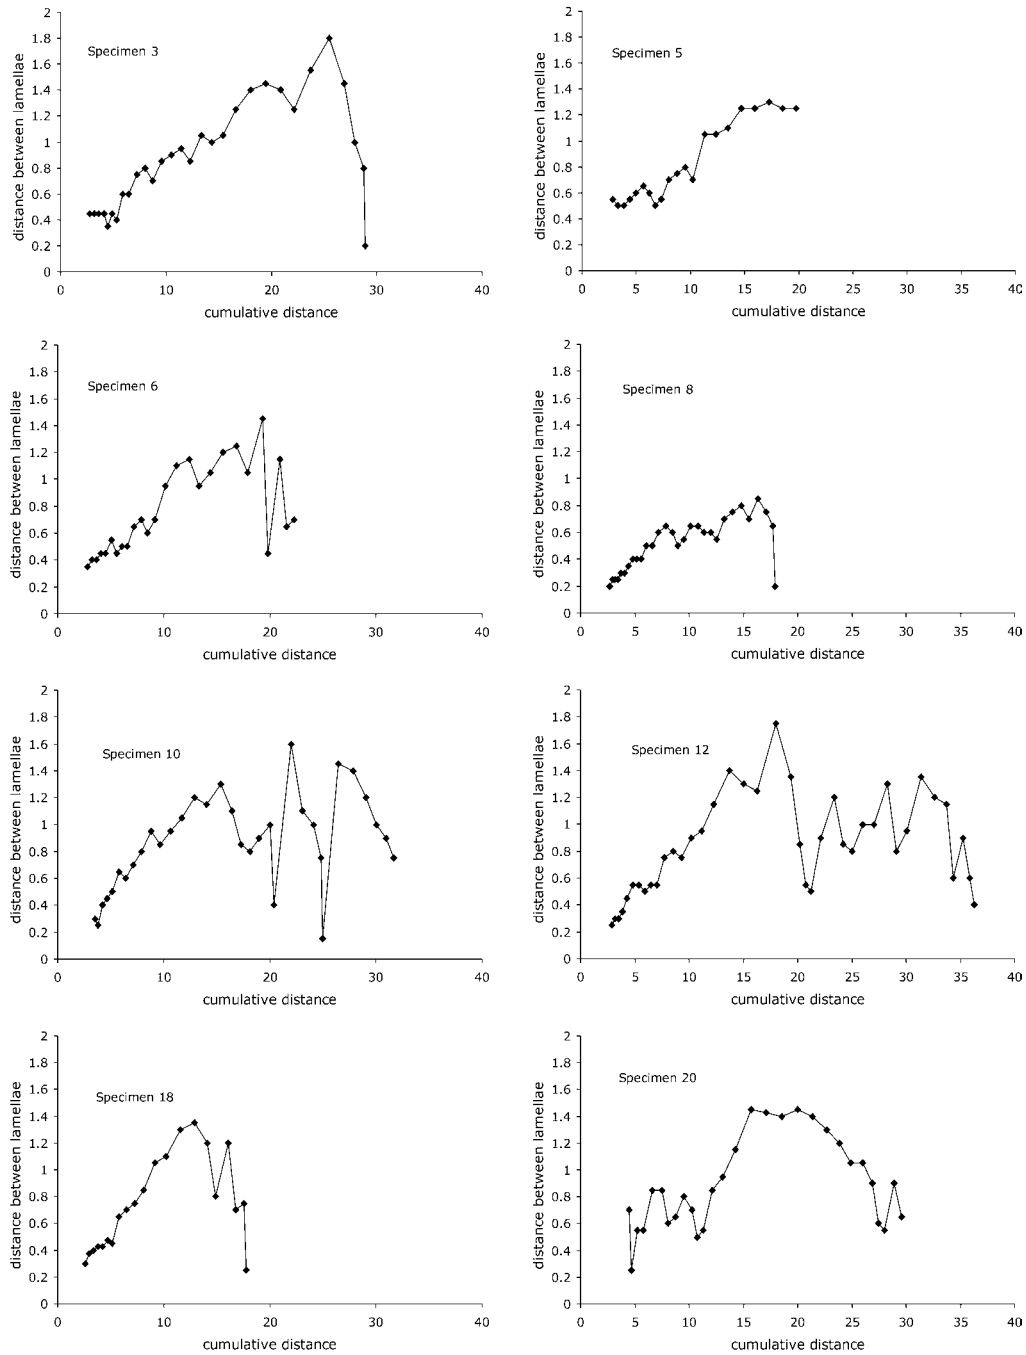 2
1.8
1.6
1.4
1.2
1
0.8
0.6
0.4
0.2
0
distance between lamellae
Specimen 3
0 10 20 30 40
cumulative distance
2
1.8
1.6
1.4
1.2
1
0.8
0.6
0.4
0.2
0
distance between lamellae
Specimen 5
0 5 10 15 20 25 30 35 40
cumulative distance
2
1.8
1.6
1.4
1.2
1
0.8
0.6
0.4
0.2
0
distance between lamellae
Specimen 6
0 10 20 30 40
cumulative distance
2
1.8
1.6
1.4
1.2
1
0.8
0.6
0.4
0.2
0
distance between lamellae
Specimen 8
0 5 10 15 20 25 30 35 40
cumulative distance
2
1.8
1.6
1.4
1.2
1
0.8
0.6
0.4
0.2
0
distance between lamellae
Specimen 10
0 10 20 30 40
cumulative distance
2
1.8
1.6
1.4
1.2
1
0.8
0.6
0.4
0.2
0
distance between lamellae
Specimen 12
0 5 10 15 20 25 30 35 40
cumulative distance
2
1.8
1.6
1.4
1.2
1
0.8
0.6
0.4
0.2
0
distance between lamellae
Specimen 18
0 10 20 30 40
cumulative distance
2
1.8
1.6
1.4
1.2
1
0.8
0.6
0.4
0.2
0
distance between lamellae
Specimen 20
0 5 10 15 20 25 30 35 40
cumulative distance